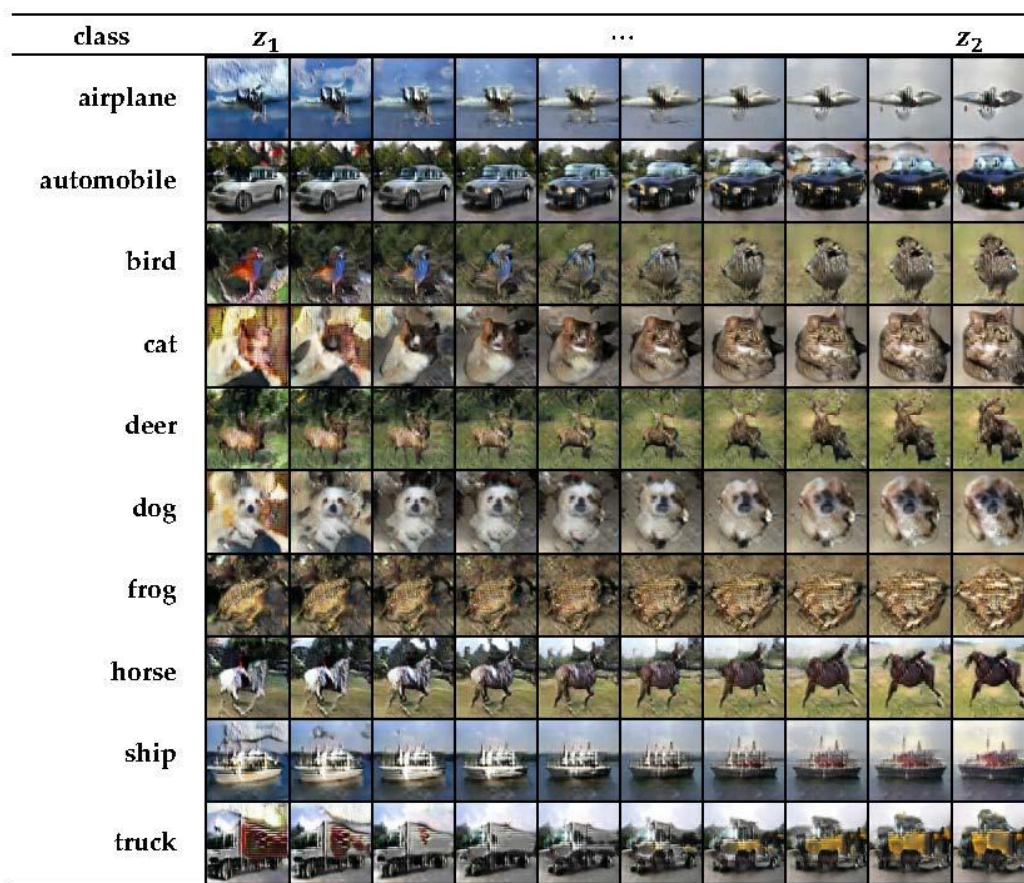 class z₁ ... z₂
airplane
automobile
bird
cat
deer
dog
frog
horse
ship
truck